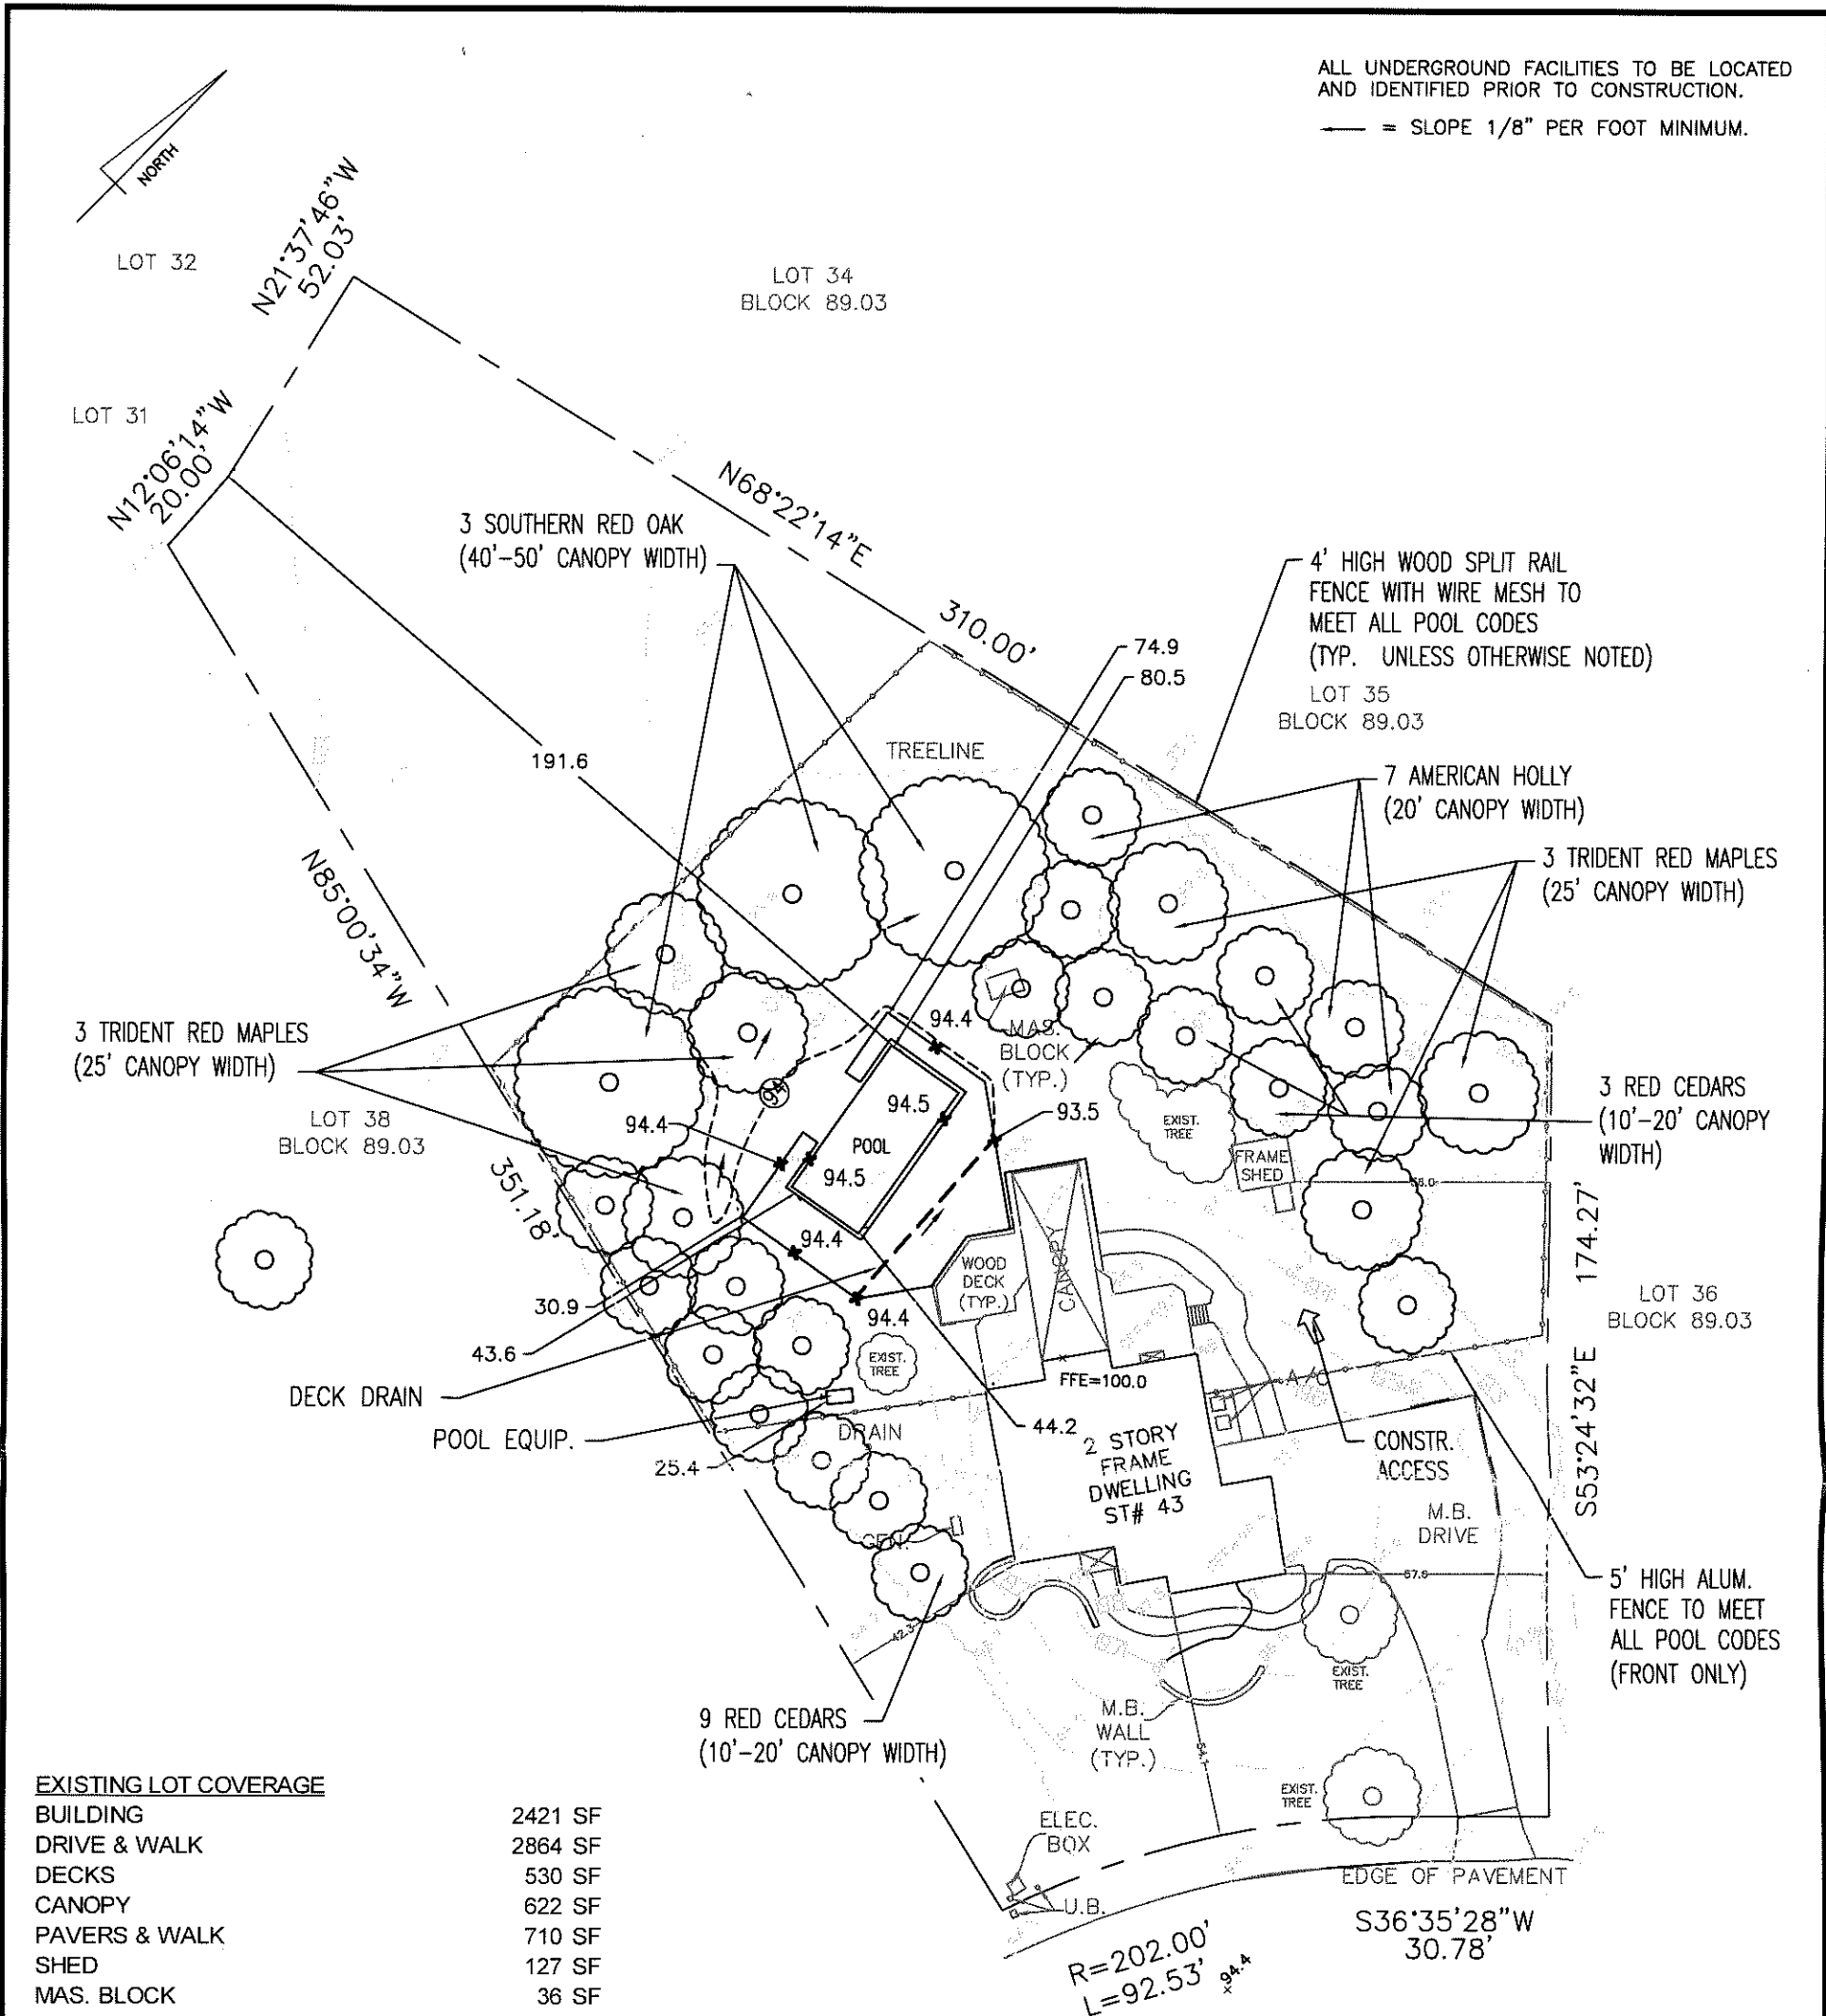 ALL UNDERGROUND FACILITIES TO BE LOCATED
AND IDENTIFIED PRIOR TO CONSTRUCTION.
= SLOPE 1/8" PER FOOT MINIMUM.
NORTH
LOT 32
N21°37'46"W
52.03'
LOT 34
BLOCK 89.03
LOT 31
N12°06'14"W
20.00'
N68°22'14"E
310.00'
3 SOUTHERN RED OAK
(40'-50' CANOPY WIDTH)
4' HIGH WOOD SPLIT RAIL
FENCE WITH WIRE MESH TO
MEET ALL POOL CODES
(TYP. UNLESS OTHERWISE NOTED)
74.9
80.5
LOT 35
BLOCK 89.03
191.6
TREELINE
7 AMERICAN HOLLY
(20' CANOPY WIDTH)
3 TRIDENT RED MAPLES
(25' CANOPY WIDTH)
N85°00'34"W
351.18'
3 TRIDENT RED MAPLES
(25' CANOPY WIDTH)
94.4
MAS.
BLOCK
(TYP.)
94
94.5
93.5
EXIST.
TREE
3 RED CEDARS
(10'-20' CANOPY
WIDTH)
LOT 38
BLOCK 89.03
94.4
POOL
94.5
FRAME
SHED
94.4
WOOD
DECK
(TYP.)
CANOPY
174.27'
S53°24'32"E
LOT 36
BLOCK 89.03
30.9
94.4
43.6
EXIST.
TREE
FFE=100.0
A/C
DECK DRAIN
POOL EQUIP.
DRAIN
44.2
25.4
2 STORY
FRAME
DWELLING
ST# 43
CONSTR.
ACCESS
M.B.
DRIVE
GEN.
67.6
42.3
5' HIGH ALUM.
FENCE TO MEET
ALL POOL CODES
(FRONT ONLY)
EXIST.
TREE
9 RED CEDARS
(10'-20' CANOPY WIDTH)
M.B.
WALL
(TYP.)
54.1
EXIST.
TREE
ELEC.
BOX
U.B.
EDGE OF PAVEMENT
S36°35'28"W
30.78'
R=202.00'
L=92.53'
94.4
EXISTING LOT COVERAGE
BUILDING 2421 SF
DRIVE & WALK 2864 SF
DECKS 530 SF
CANOPY 622 SF
PAVERS & WALK 710 SF
SHED 127 SF
MAS. BLOCK 36 SF